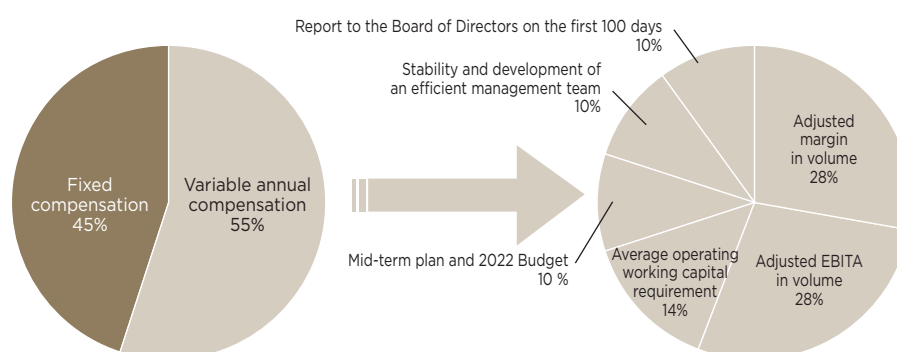 Report to the Board of Directors on the first 100 days
10%
Stability and development of
an efficient management team
10%
Adjusted
margin
in volume
28%
Fixed
compensation
45%
Variable annual
compensation
55%
Mid-term plan and 2022 Budget
10 %
Average operating
working capital
requirement
14%
Adjusted EBITA
in volume
28%